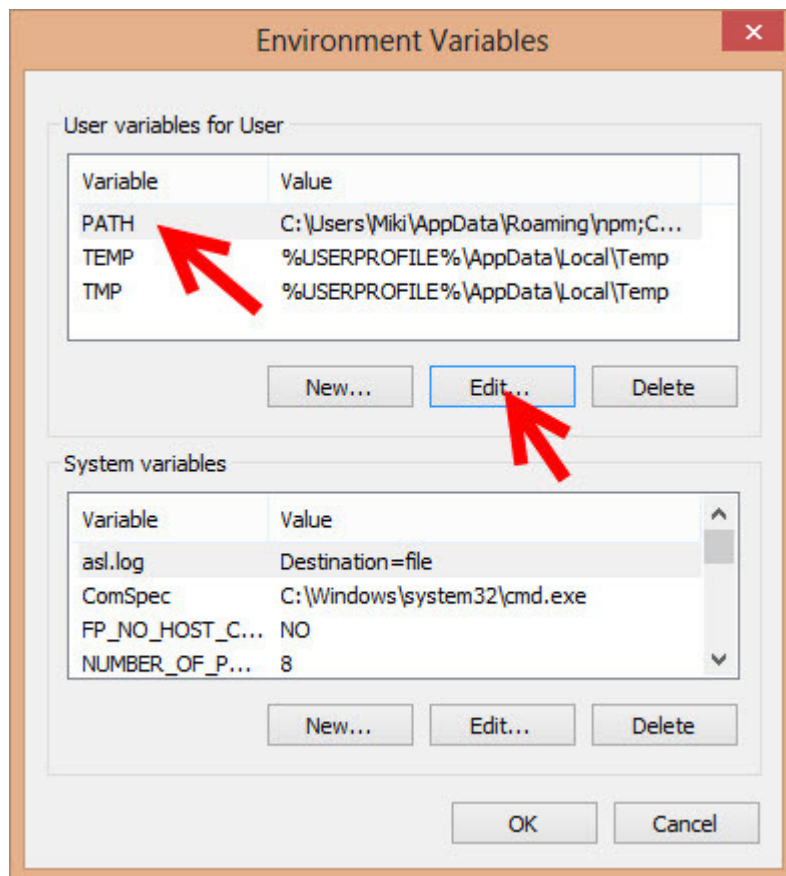 Environment Variables
User variables for User
Variable Value
PATH C:\Users\Miki\AppData\Roaming\npm;C...
TEMP %USERPROFILE%\AppData\Local\Temp
TMP %USERPROFILE%\AppData\Local\Temp
New... Edit... Delete
System variables
Variable Value
asl.log Destination=file
ComSpec C:\Windows\system32\cmd.exe
FP_NO_HOST_C... NO
NUMBER_OF_P... 8
New... Edit... Delete
OK Cancel